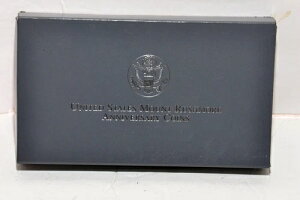 UNITED STATES MOUNT RUSHMORE
ANNIVERSARY COINS